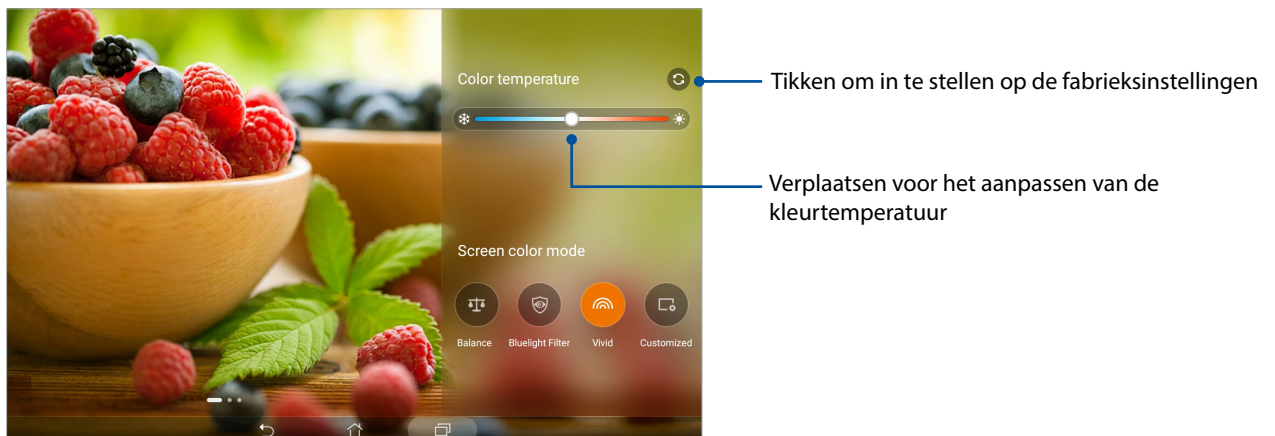 Color temperature
Tikken om in te stellen op de fabrieksinstellingen
Verplaatsen voor het aanpassen van de
kleurtemperatuur
Screen color mode
Balance
Bluelight Filter
Vivid
Customized